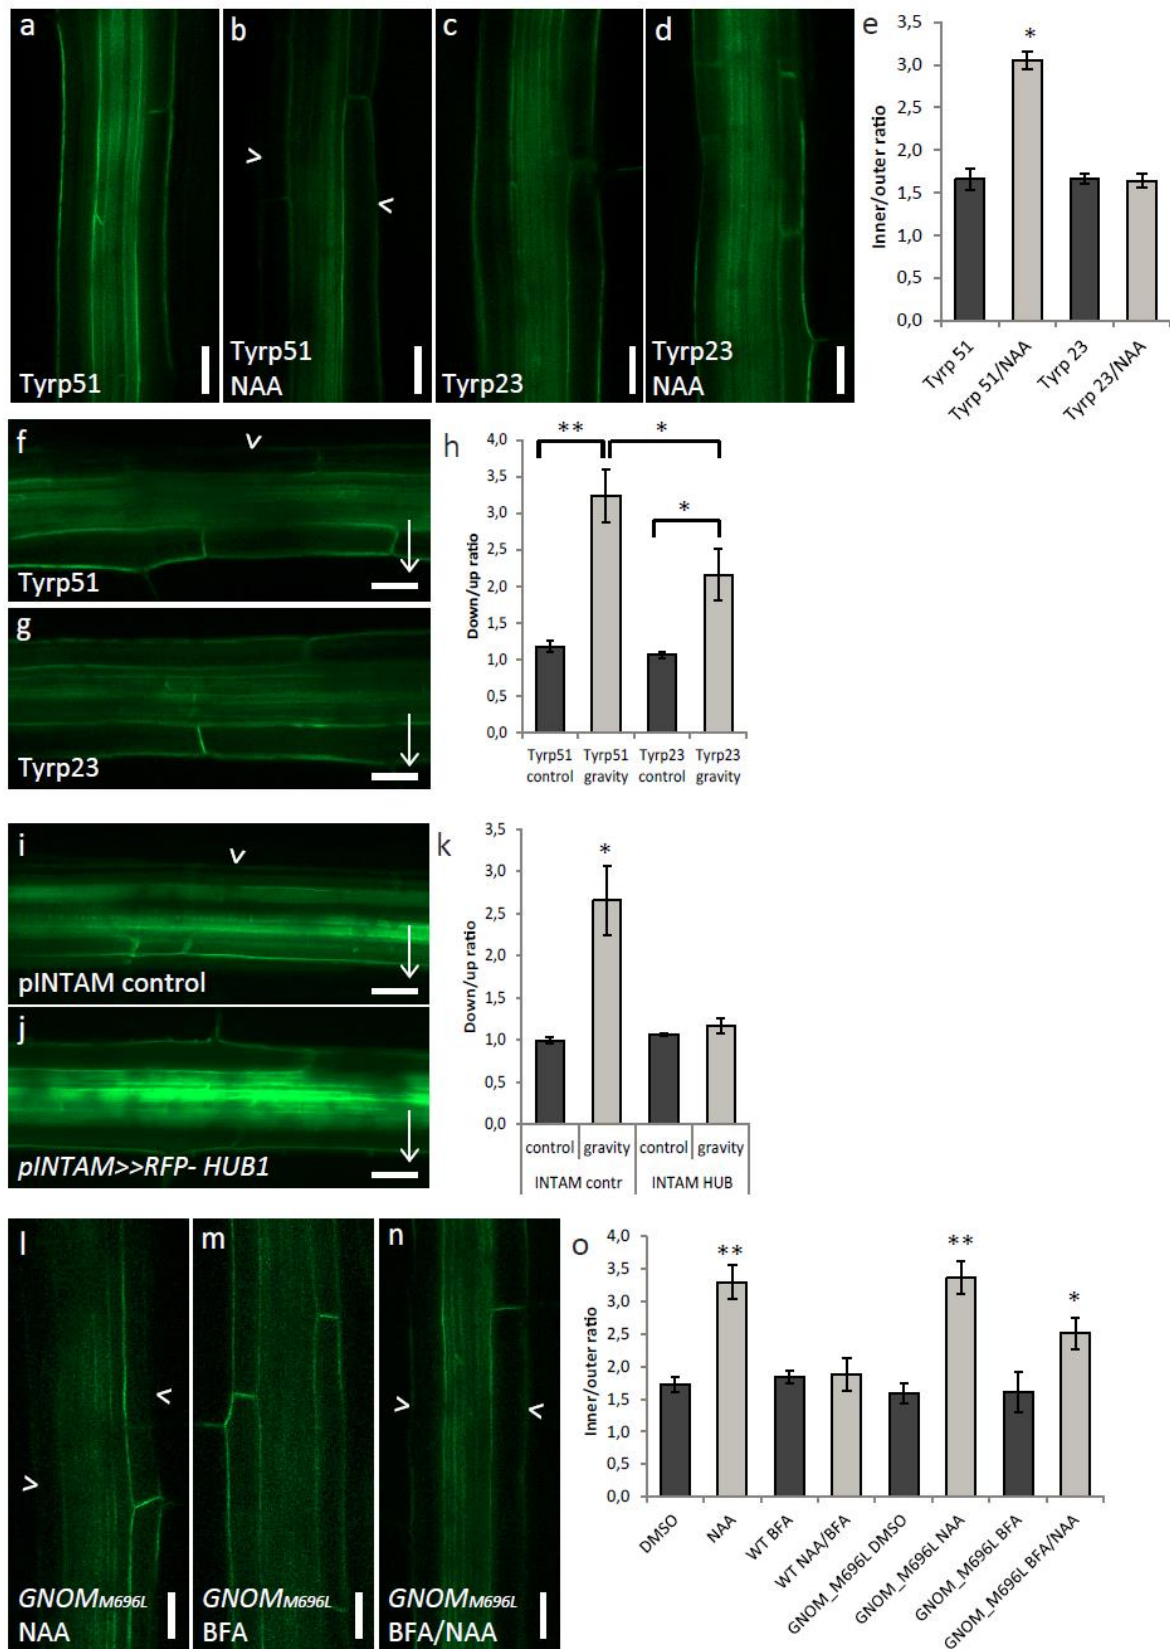 a
Tyrp51
b
Tyrp51
NAA
c
Tyrp23
d
Tyrp23
NAA
e
Inner/outer ratio
3,5
3,0
2,5
2,0
1,5
1,0
0,5
0,0
*
Tyrp 51
Tyrp 51/NAA
Tyrp 23
Tyrp 23/NAA
f
Tyrp51
g
Tyrp23
h
Down/up ratio
4,0
3,5
3,0
2,5
2,0
1,5
1,0
0,5
0,0
** *
*
Tyrp51 Tyrp51 Tyrp23 Tyrp23
control gravity control gravity
i
pINTAM control
j
pINTAM>>RFP- HUB1
k
Down/up ratio
3,5
3,0
2,5
2,0
1,5
1,0
0,5
0,0
*
control gravity control gravity
INTAM contr INTAM HUB
l
GNOMM696L
NAA
m
GNOMM696L
BFA
n
GNOMM696L
BFA/NAA
o
Inner/outer ratio
4,0
3,5
3,0
2,5
2,0
1,5
1,0
0,5
0,0
** ** *
DMSO
NAA
WT BFA
WT NAA/BFA
GNOM_M696L DMSO
GNOM_M696L NAA
GNOM_M696L BFA
GNOM_M696L BFA/NAA